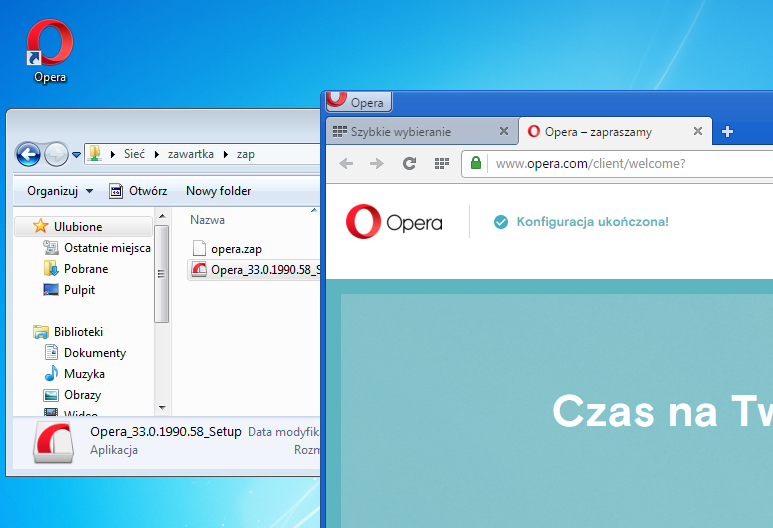 Opera
Sieć zawartka zap
Organizuj Otwórz Nowy folder
Ulubione
Ostatnie miejsca
Pobrane
Pulpit
Biblioteki
Dokumenty
Muzyka
Obrazy
Wideo
Nazwa
opera.zap
Opera_33.0.1990.58_S
Opera_33.0.1990.58_Setup Data modyfik
Aplikacja Rozm
Opera
Szybkie wybieranie
Opera – zapraszamy
www.opera.com/client/welcome?
Opera
Konfiguracja ukończona!
Czas na Tw